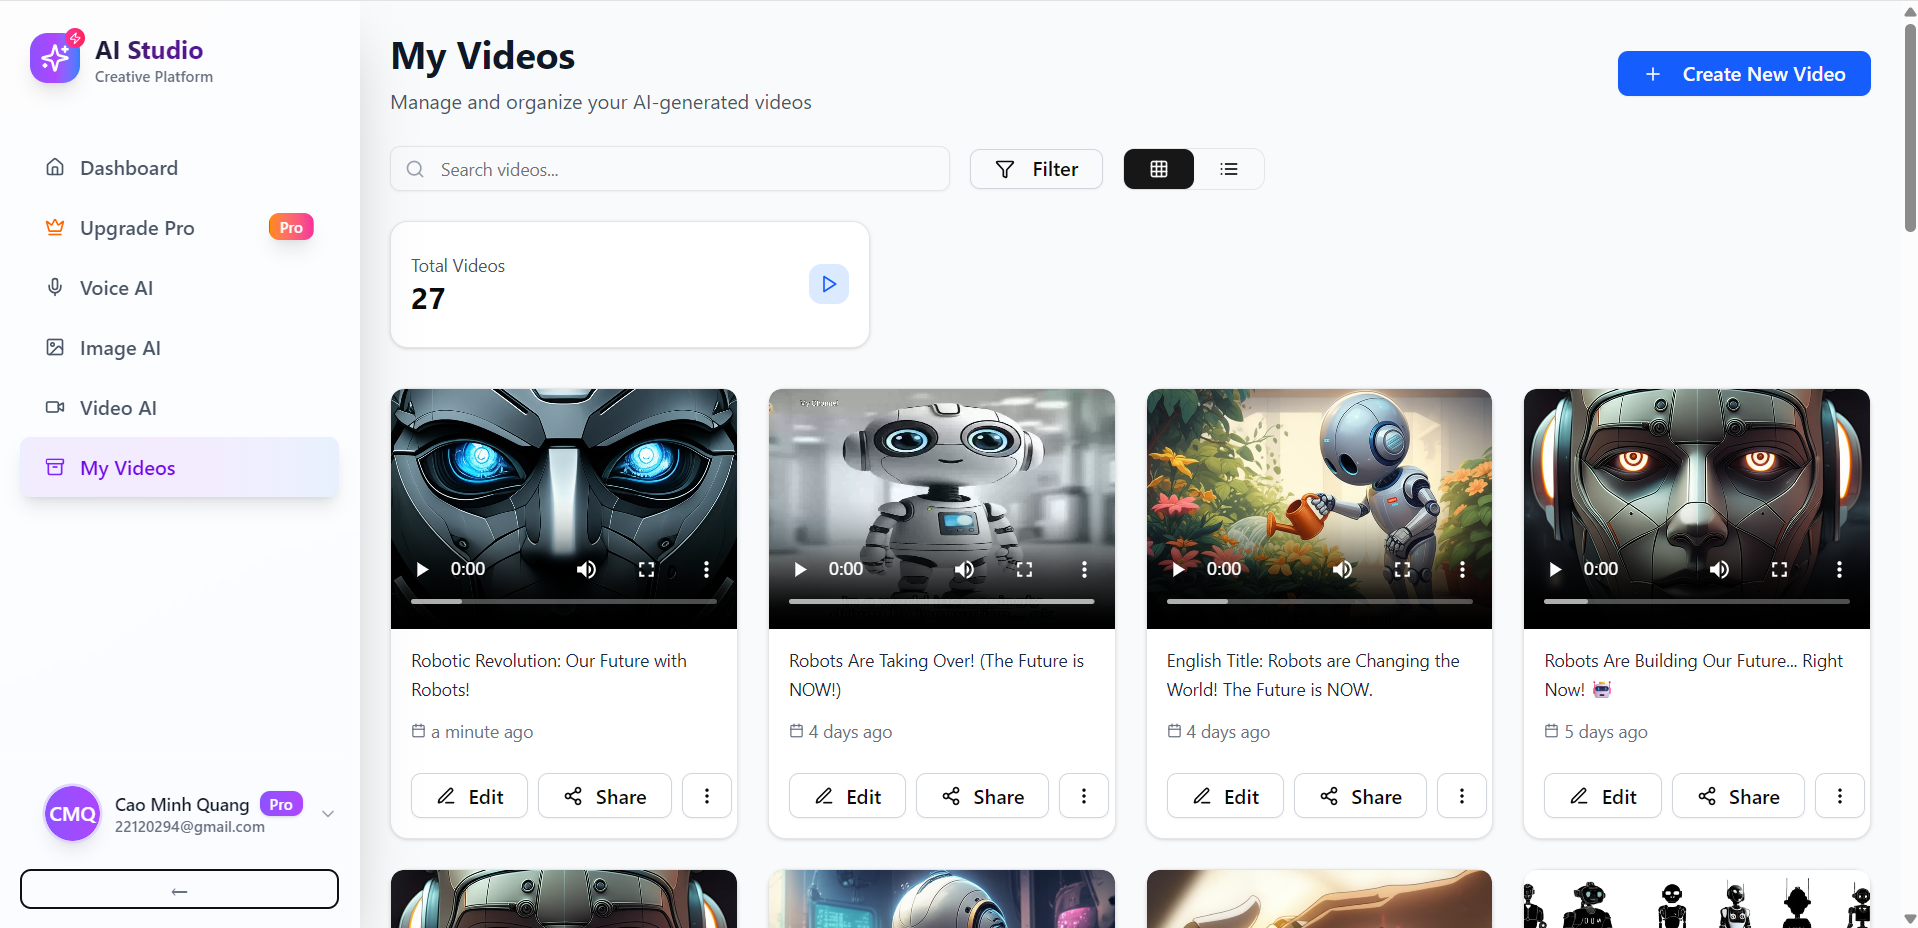 AI Studio
Creative Platform
Dashboard
Upgrade Pro
Pro
Voice AI
Image AI
Video AI
My Videos
CMQ
Cao Minh Quang
Pro
22120294@gmail.com
←
My Videos
Manage and organize your AI-generated videos
+ Create New Video
Search videos...
Filter
Total Videos
27
0:00
Robotic Revolution: Our Future with
Robots!
a minute ago
Edit
Share
My Channel
0:00
Robots Are Taking Over! (The Future is
NOW!)
4 days ago
Edit
Share
0:00
English Title: Robots are Changing the
World! The Future is NOW.
4 days ago
Edit
Share
0:00
Robots Are Building Our Future... Right
Now! 🤖
5 days ago
Edit
Share